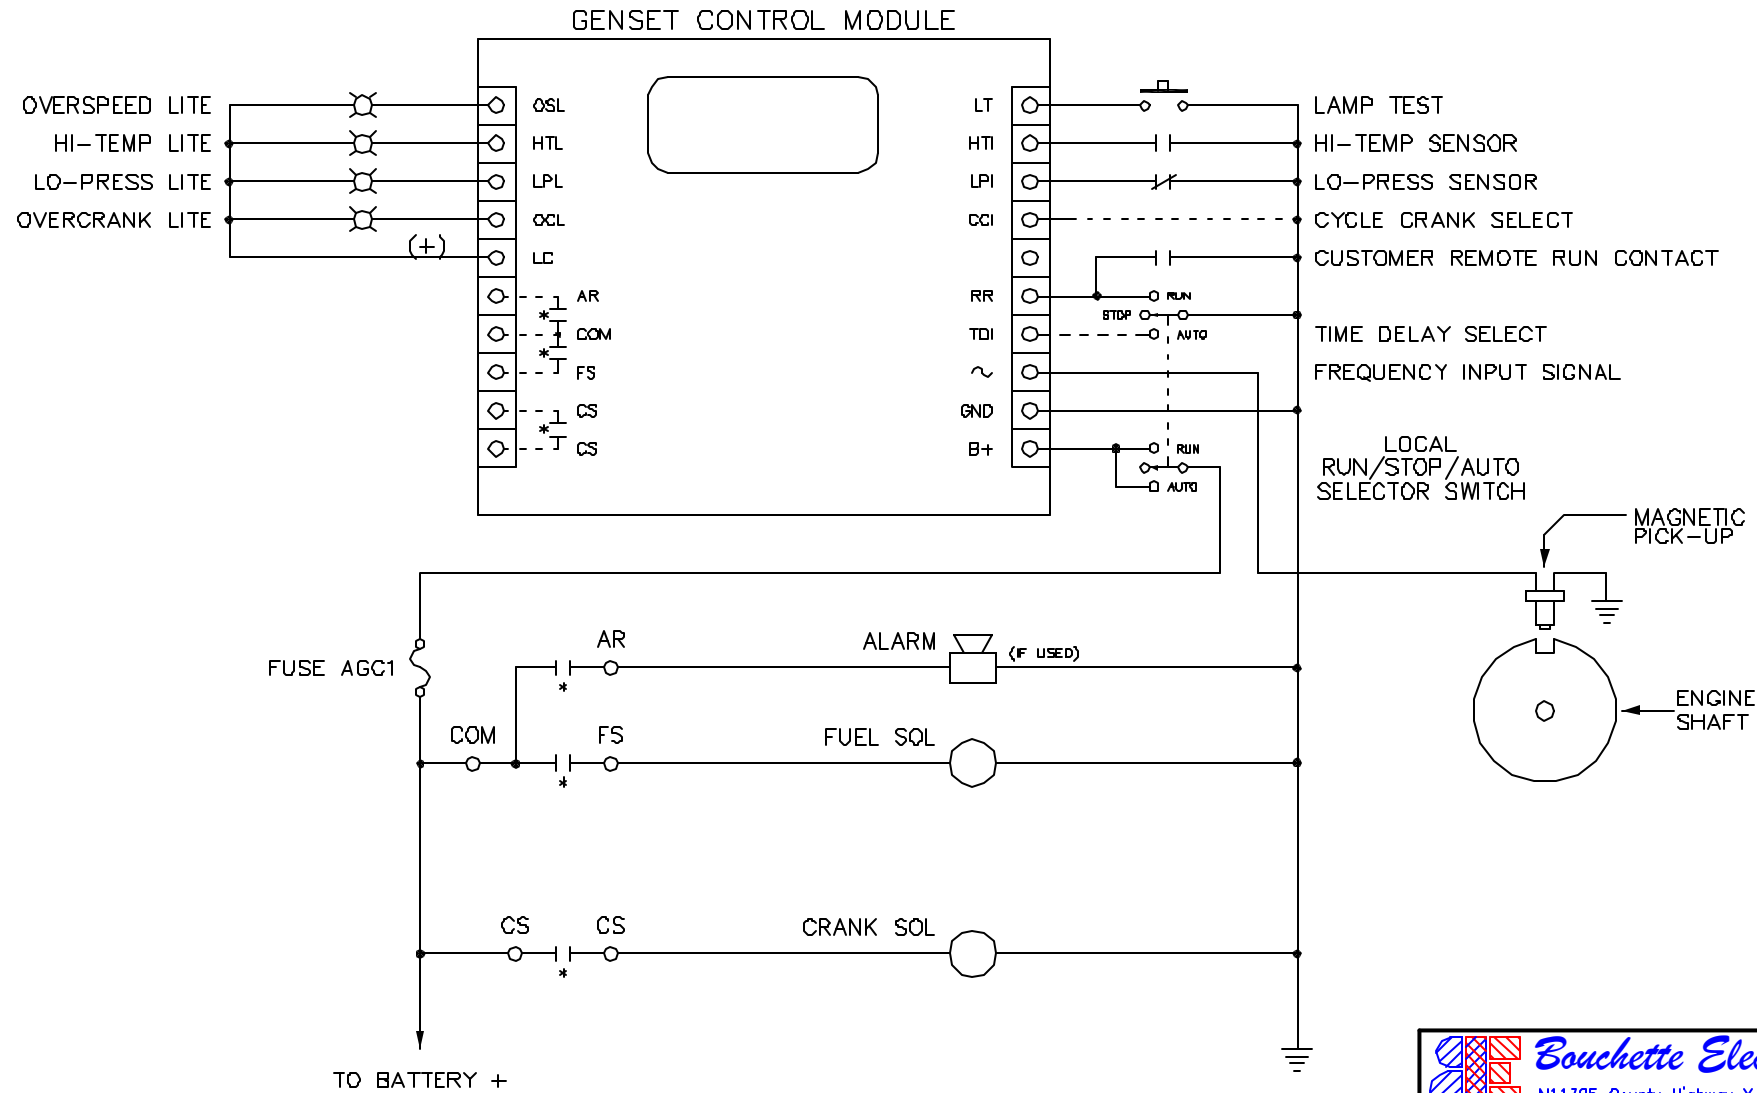 GENSET CONTROL MODULE
OVERSPEED LITE
OSL
LT
LAMP TEST
HI-TEMP LITE
HTL
HTI
HI-TEMP SENSOR
LO-PRESS LITE
LPL
LPI
LO-PRESS SENSOR
OVERCRANK LITE
OCL
CCI
CYCLE CRANK SELECT
(+)
LC
CUSTOMER REMOTE RUN CONTACT
AR
RR
RUN
*
STOP
COM
TDI
AUTO
TIME DELAY SELECT
*
FS
~
FREQUENCY INPUT SIGNAL
CS
GND
*
CS
B+
RUN
AUTO
LOCAL
RUN/STOP/AUTO
SELECTOR SWITCH
MAGNETIC
PICK-UP
FUSE AGC1
AR
*
ALARM
(IF USED)
ENGINE
SHAFT
COM
FS
*
FUEL SOL
CS
CS
*
CRANK SOL
TO BATTERY +
Bouchette Ele